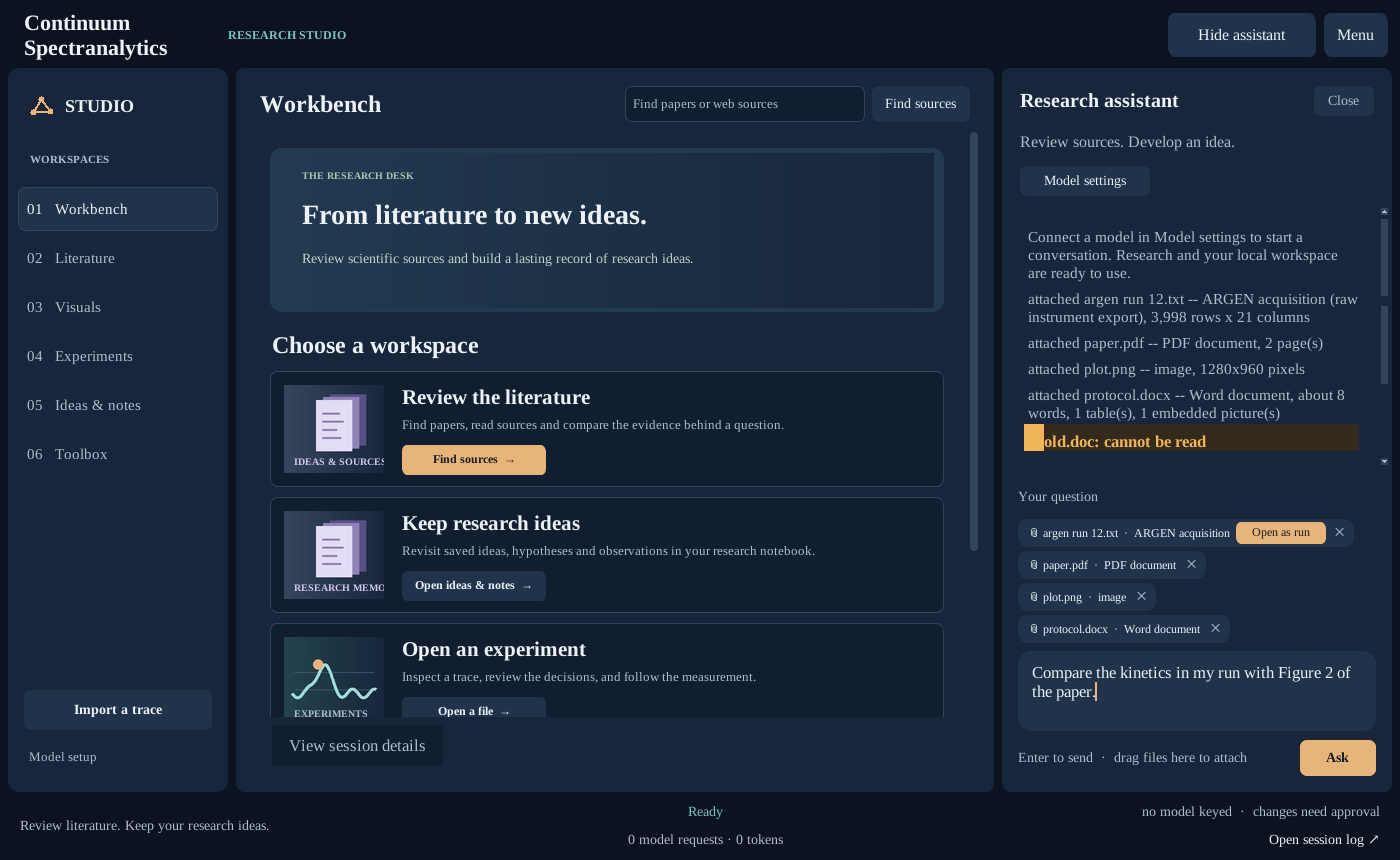 Continuum
Spectranalytics
RESEARCH STUDIO
Hide assistant
Menu
STUDIO
WORKSPACES
01 Workbench
02 Literature
03 Visuals
04 Experiments
05 Ideas & notes
06 Toolbox
Import a trace
Model setup
Workbench
Find papers or web sources
Find sources
THE RESEARCH DESK
From literature to new ideas.
Review scientific sources and build a lasting record of research ideas.
Choose a workspace
IDEAS & SOURCES
Review the literature
Find papers, read sources and compare the evidence behind a question.
Find sources →
RESEARCH MEMO
Keep research ideas
Revisit saved ideas, hypotheses and observations in your research notebook.
Open ideas & notes →
EXPERIMENTS
Open an experiment
Inspect a trace, review the decisions, and follow the measurement.
Open a file →
View session details
Research assistant
Close
Review sources. Develop an idea.
Model settings
Connect a model in Model settings to start a
conversation. Research and your local workspace
are ready to use.
attached argen run 12.txt -- ARGEN acquisition (raw
instrument export), 3,998 rows x 21 columns
attached paper.pdf -- PDF document, 2 page(s)
attached plot.png -- image, 1280x960 pixels
attached protocol.docx -- Word document, about 8
words, 1 table(s), 1 embedded picture(s)
old.doc: cannot be read
Your question
argen run 12.txt · ARGEN acquisition Open as run ×
paper.pdf · PDF document ×
plot.png · image ×
protocol.docx · Word document ×
Compare the kinetics in my run with Figure 2 of
the paper.
Enter to send · drag files here to attach
Ask
Review literature. Keep your research ideas.
Ready
0 model requests · 0 tokens
no model keyed · changes need approval
Open session log ↗